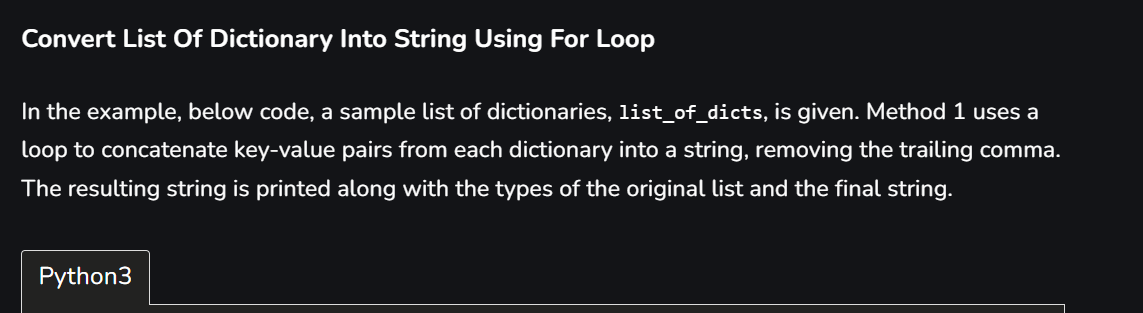 Convert List Of Dictionary Into String Using For Loop
In the example, below code, a sample list of dictionaries, list_of_dicts, is given. Method 1 uses a
loop to concatenate key-value pairs from each dictionary into a string, removing the trailing comma.
The resulting string is printed along with the types of the original list and the final string.
Python3